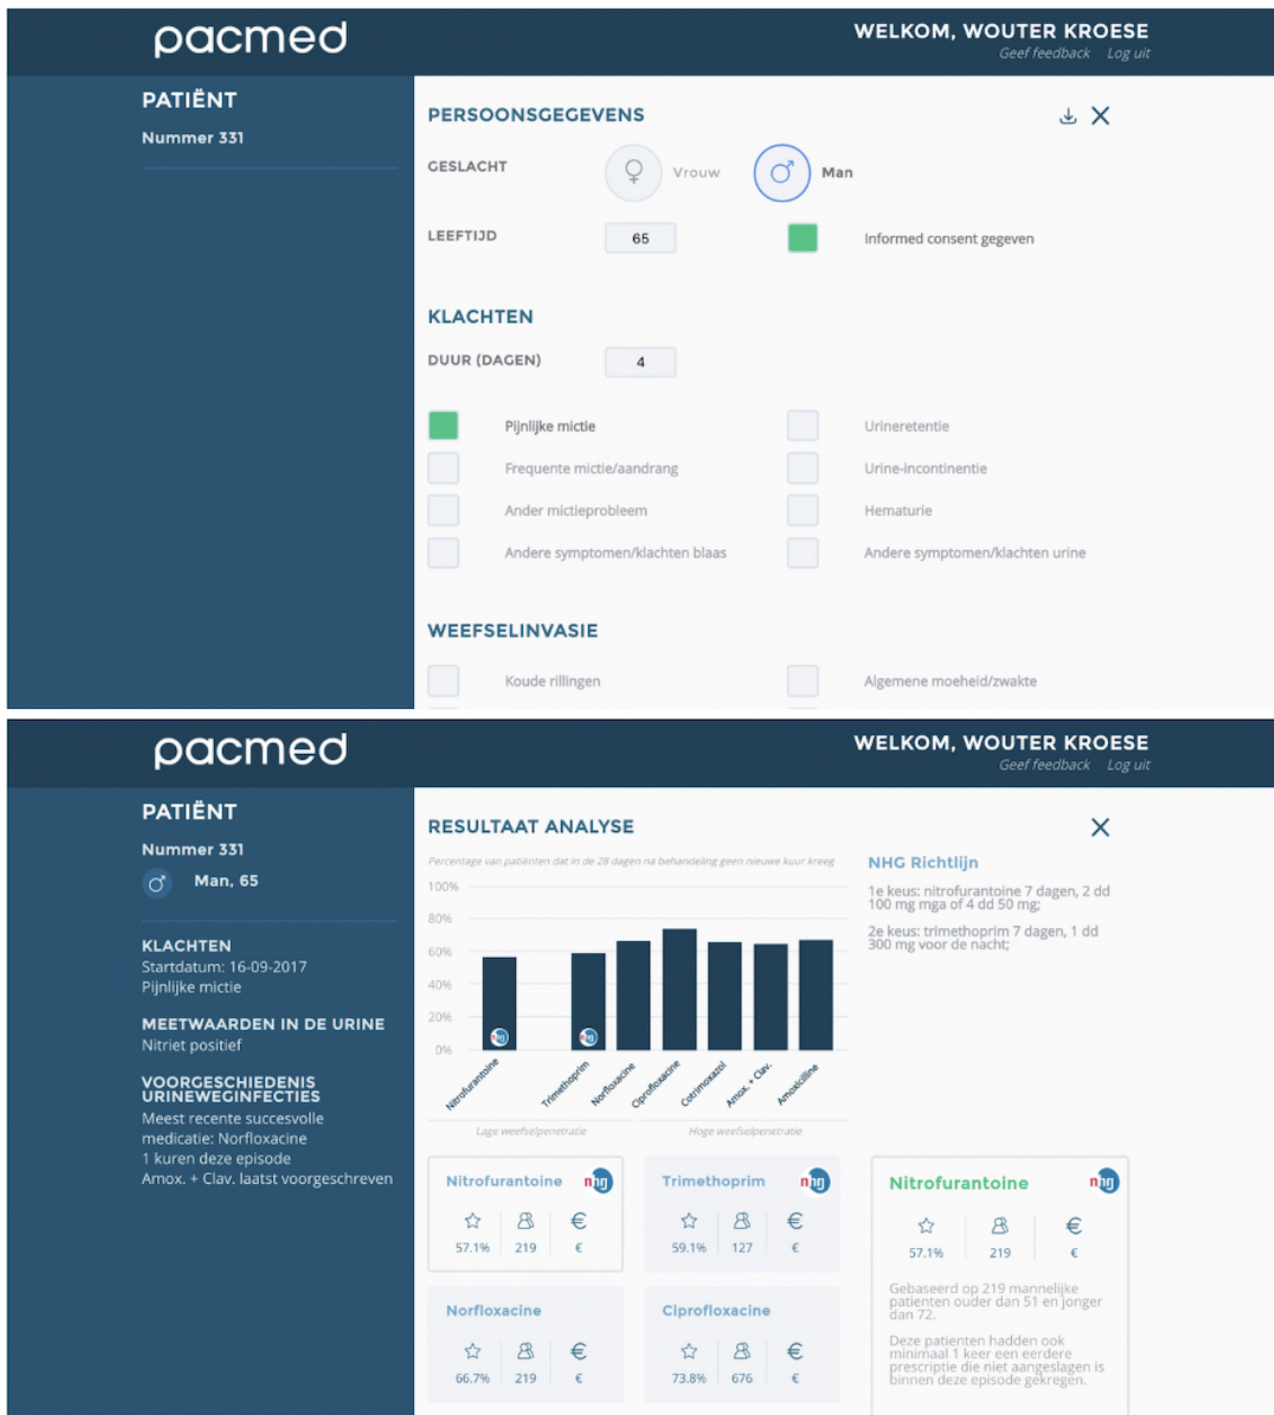 pacmed
WELKOM, WOUTER KROESE
Geef feedback Log uit
PATIËNT
Nummer 331
PERSOONSGEGEVENS
GESLACHT
Vrouw
Man
LEEFTIJD
65
Informed consent gegeven
KLACHTEN
DUUR (DAGEN)
4
Pijnlijke mictie
Urineretentie
Frequente mictie/aandrang
Urine-incontinentie
Ander mictieprobleem
Hematurie
Andere symptomen/klachten blaas
Andere symptomen/klachten urine
WEEFSELINVASIE
Koude rillingen
Algemene moeheid/zwakte
pacmed
WELKOM, WOUTER KROESE
Geef feedback Log uit
PATIËNT
Nummer 331
Man, 65
KLACHTEN
Startdatum: 16-09-2017
Pijnlijke mictie
MEETWAARDEN IN DE URINE
Nitriet positief
VOORGESCHIEDENIS
URINEWEGINFECTIES
Meest recente succesvolle
medicatie: Norfloxacine
1 kuren deze episode
Amox. + Clav. laatst voorgeschreven
RESULTAAT ANALYSE
Percentage van patiënten dat in de 28 dagen na behandeling geen nieuwe kuur kreeg
100%
80%
60%
40%
20%
0%
nhg
nhg
Nitrofurantoine
Trimethoprim
Norfloxacine
Ciprofloxacine
Cotrimoxazol
Amox. + Clav.
Amoxicilline
Lage weefselpenetratie
Hoge weefselpenetratie
NHG Richtlijn
1e keus: nitrofurantoine 7 dagen, 2 dd
100 mg mga of 4 dd 50 mg;
2e keus: trimethoprim 7 dagen, 1 dd
300 mg voor de nacht;
Nitrofurantoine nhg
€
57.1% 219 €
Trimethoprim nhg
€
59.1% 127 €
Norfloxacine
€
66.7% 219 €
Ciprofloxacine
€
73.8% 676 €
Nitrofurantoine nhg
€
57.1% 219 €
Gebaseerd op 219 mannelijke
patienten ouder dan 51 en jonger
dan 72.
Deze patienten hadden ook
minimaal 1 keer een eerdere
prescriptie die niet aangeslagen is
binnen deze episode gekregen.